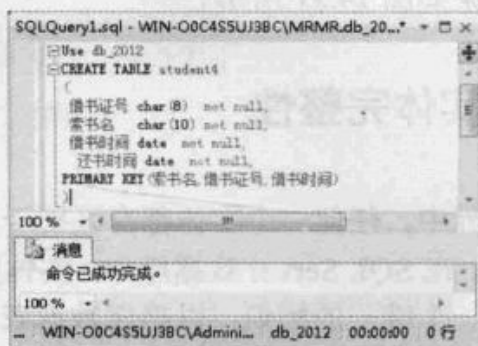 SQLQuery1.sql - WIN-O0C4S5UJ3BC\MRMR.db_20...*
Use db_2012
CREATE TABLE student4
(
借书证号 char(8) not null,
索书名 char(10) not null,
借书时间 date not null,
还书时间 date not null,
PRIMARY KEY(索书名,借书证号,借书时间)
)
100 %
消息
命令已成功完成。
100 %
... WIN-O0C4S5UJ3BC\Admini... db_2012 00:00:00 0 行